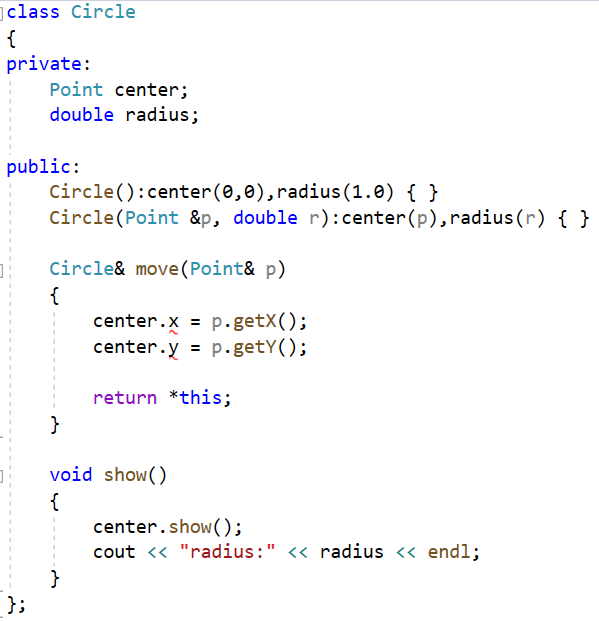 class Circle
{
private:
    Point center;
    double radius;

public:
    Circle():center(0,0),radius(1.0) { }
    Circle(Point &p, double r):center(p),radius(r) { }

    Circle& move(Point& p)
    {
        center.x = p.getX();
        center.y = p.getY();

        return *this;
    }

    void show()
    {
        center.show();
        cout << "radius:" << radius << endl;
    }
};